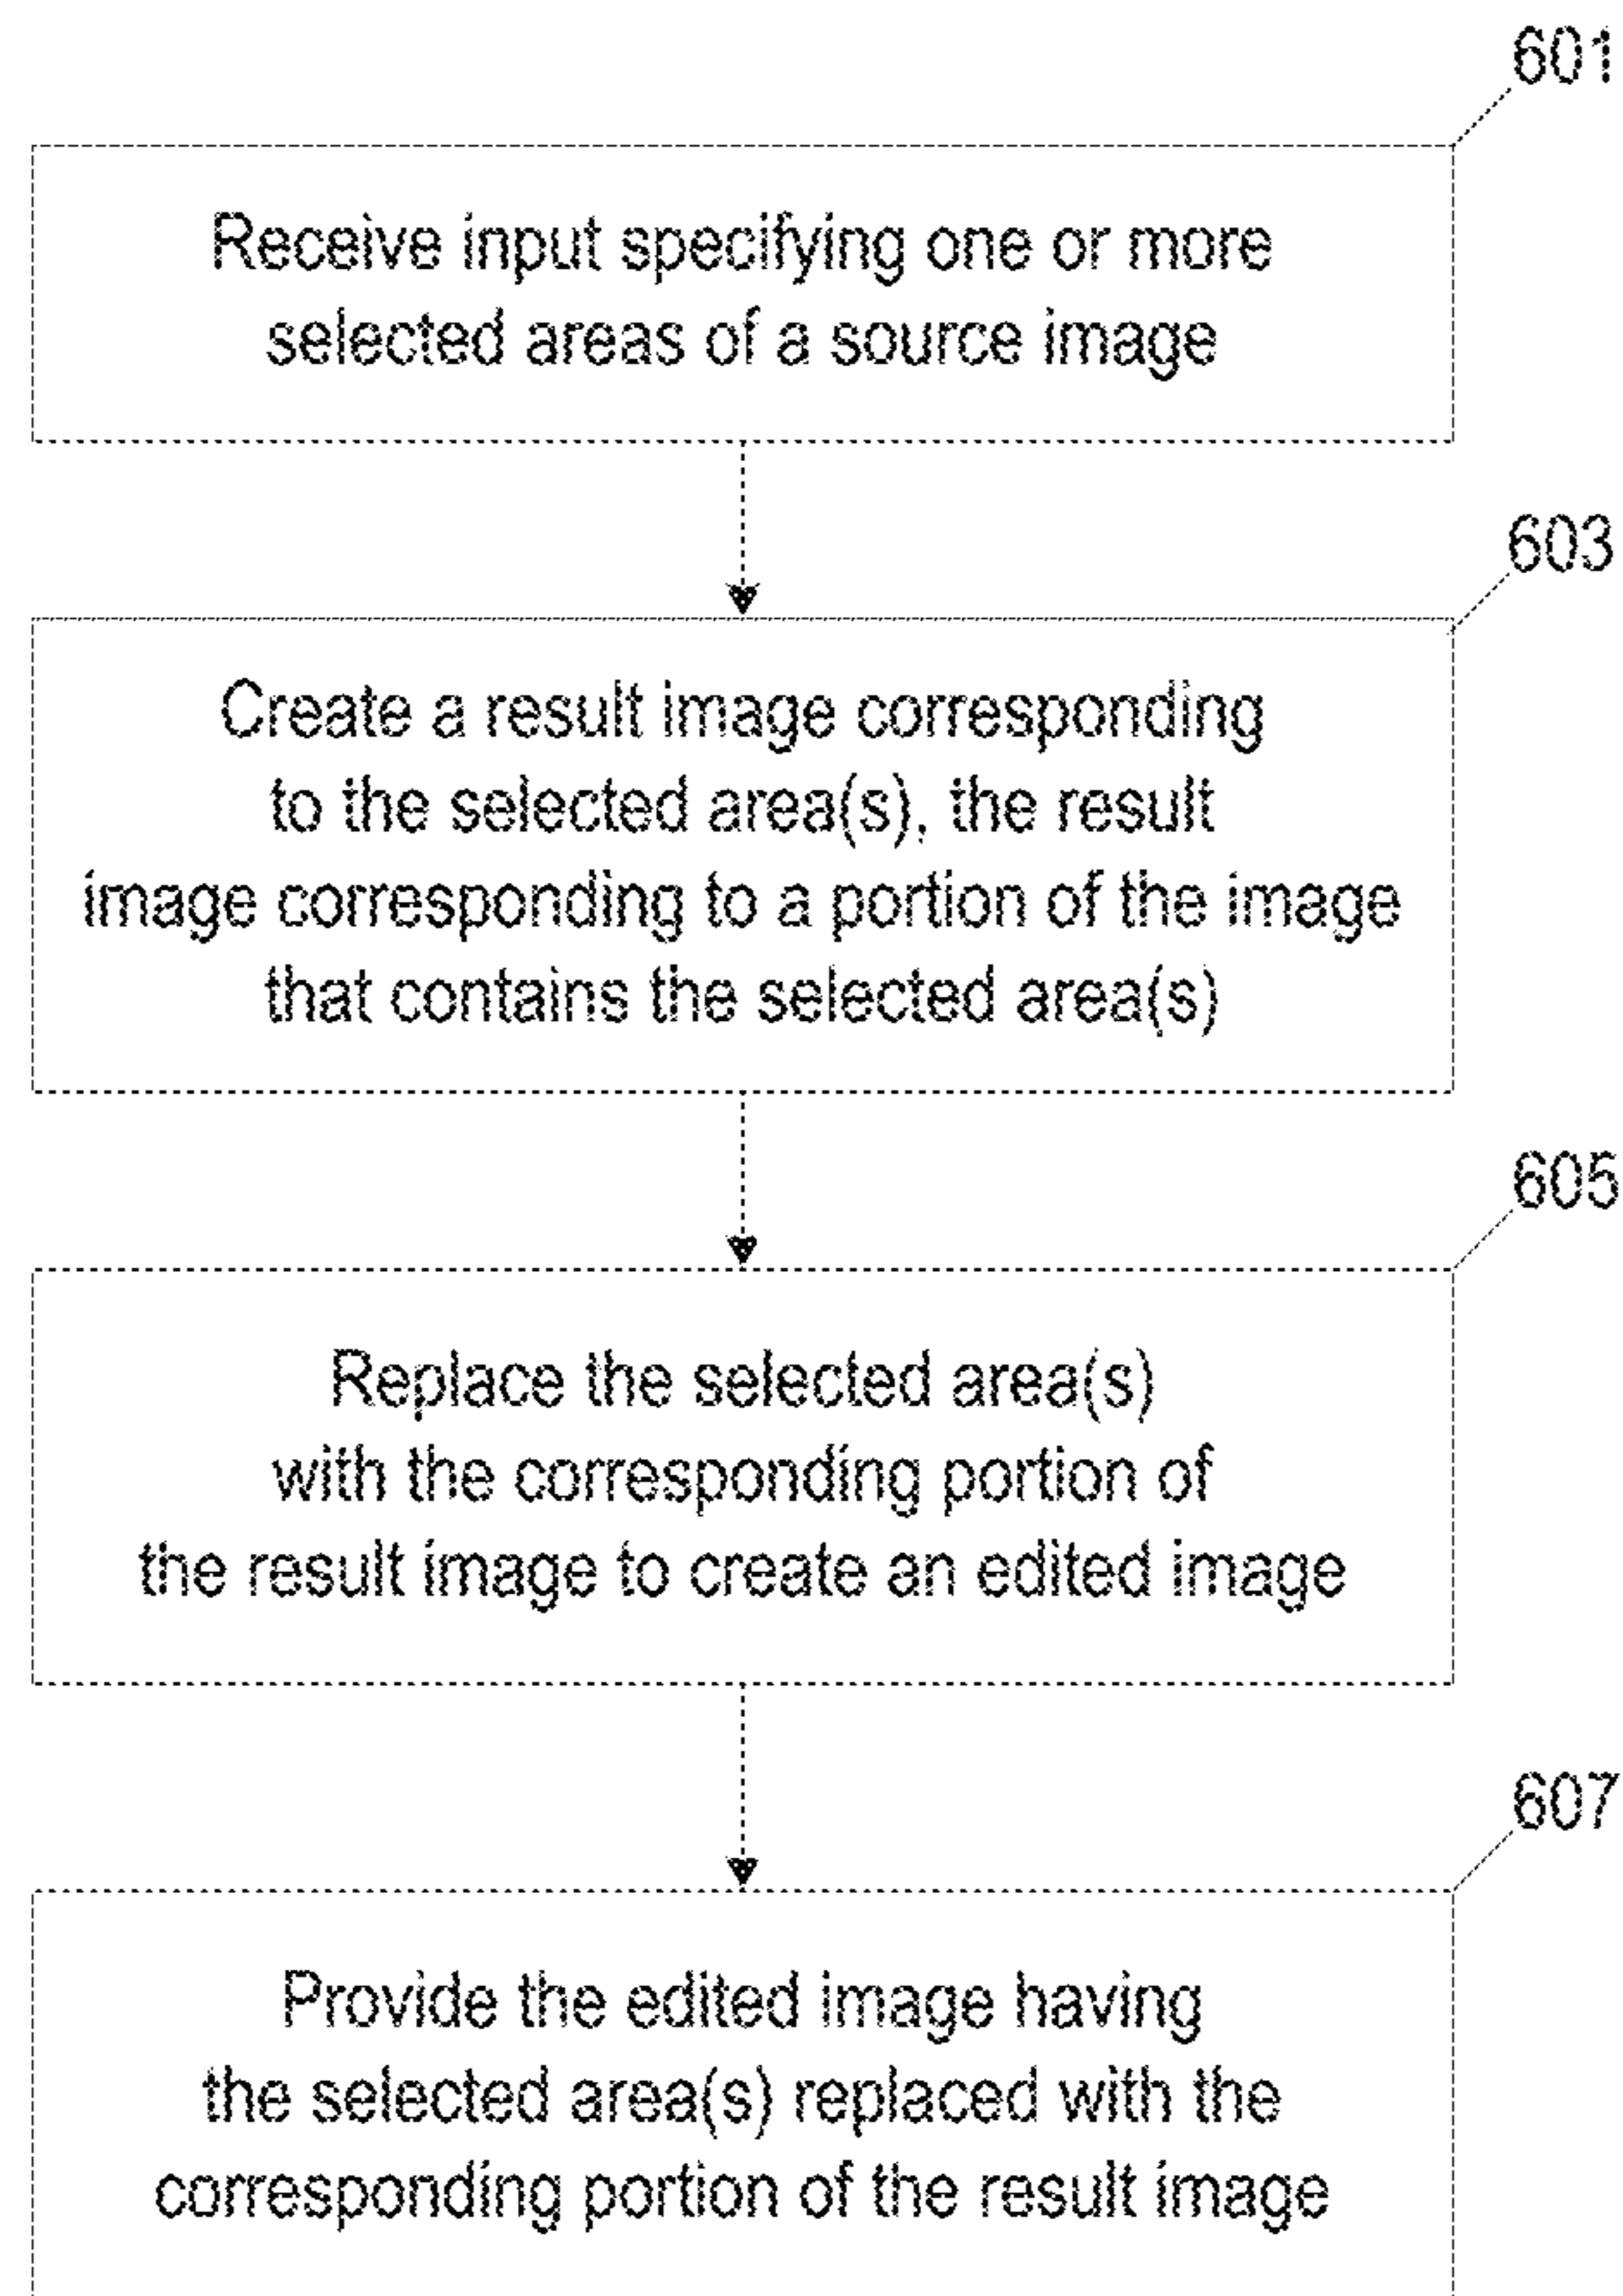 601
Receive input specifying one or more
selected areas of a source image
603
Create a result image corresponding
to the selected area(s), the result
image corresponding to a portion of the image
that contains the selected area(s)
605
Replace the selected area(s)
with the corresponding portion of
the result image to create an edited image
607
Provide the edited image having
the selected area(s) replaced with the
corresponding portion of the result image